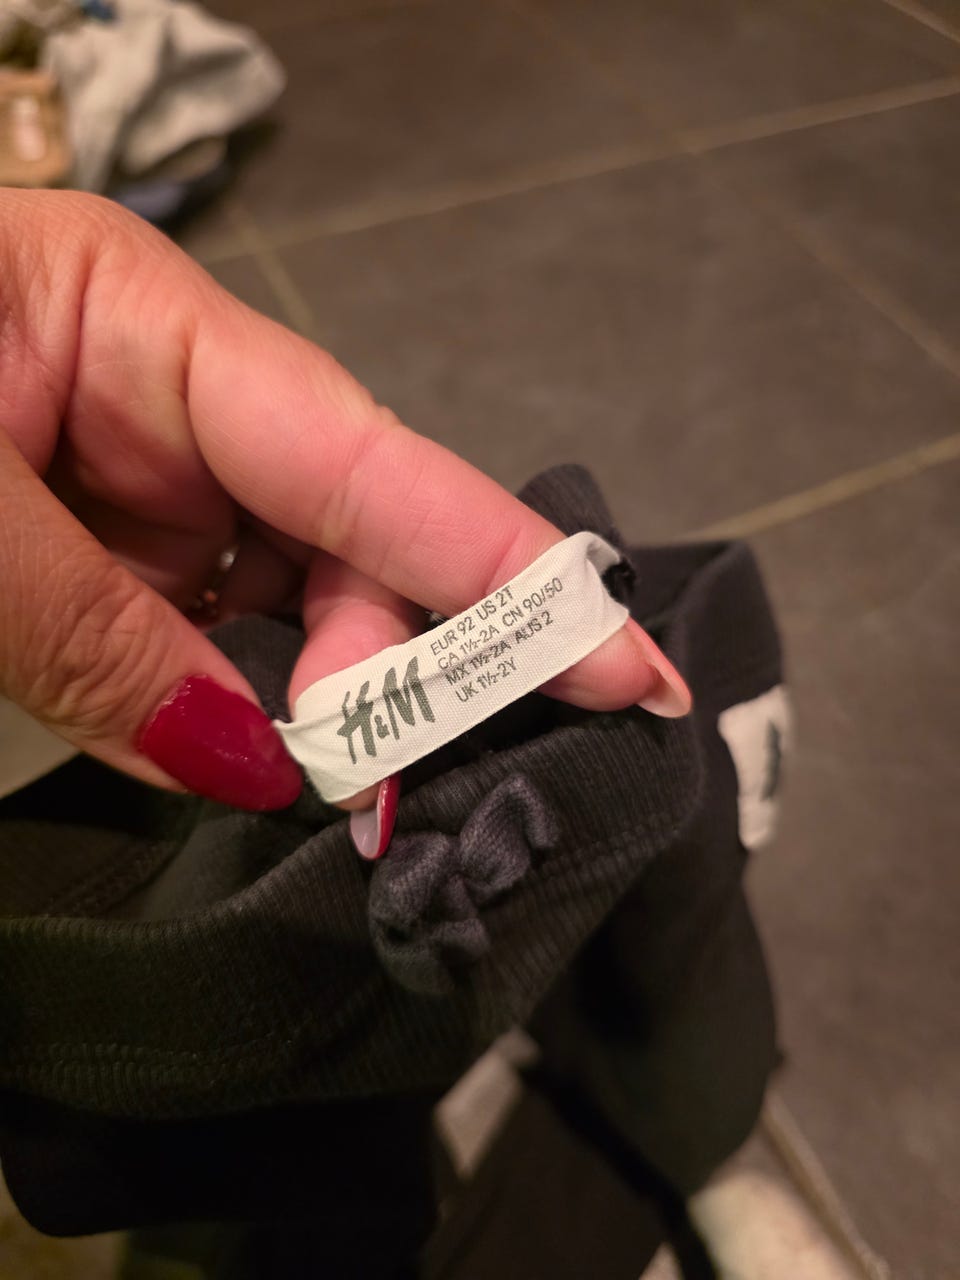 H&M
EUR 92 US 2T
CA 1½-2A CN 90/50
MX 1½-2A AUS 2
UK 1½-2Y